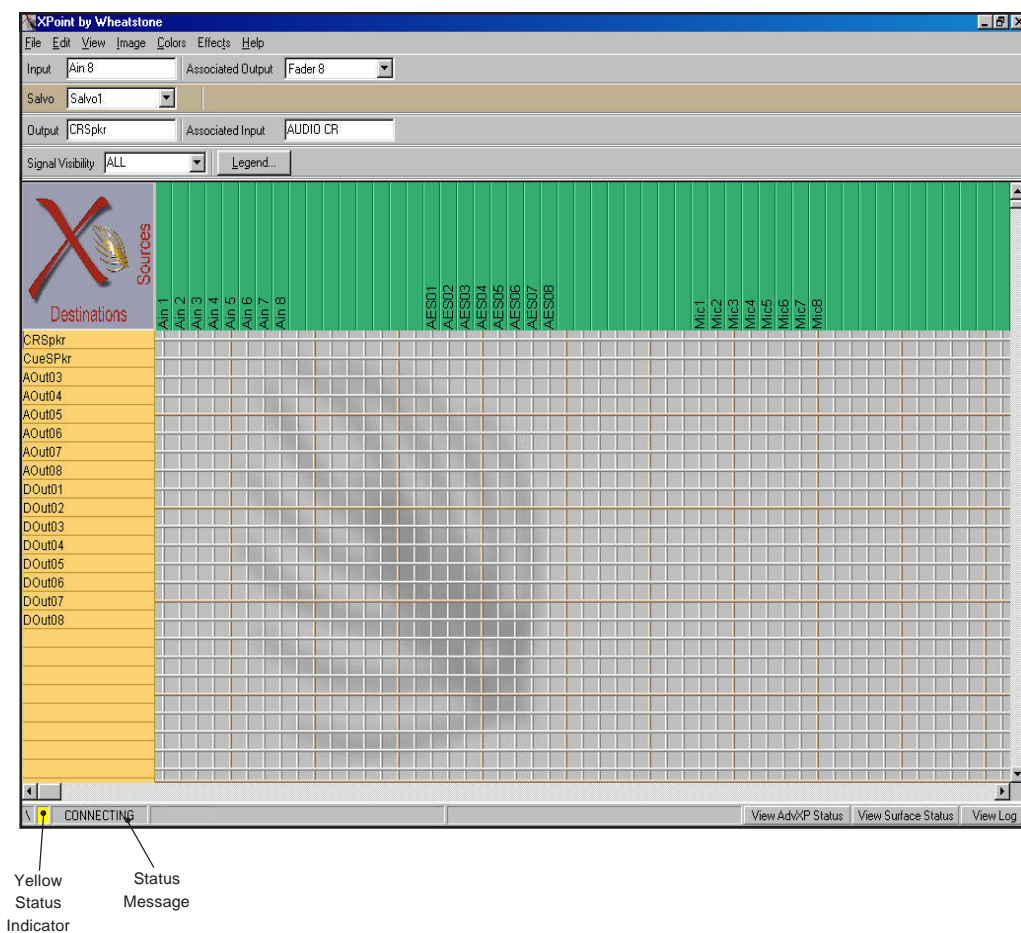 XPoint by Wheatstone
File Edit View Image Colors Effects Help
Input Ain 8 Associated Output Fader 8
Salvo Salvo1
Output CRSpkr Associated Input AUDIO CR
Signal Visibility ALL Legend...
Sources
Destinations
Ain 1
Ain 2
Ain 3
Ain 4
Ain 5
Ain 6
Ain 7
Ain 8
AES01
AES02
AES03
AES04
AES05
AES06
AES07
AES08
Mic1
Mic2
Mic3
Mic4
Mic5
Mic6
Mic7
Mic8
CRSpkr
CueSPkr
AOut03
AOut04
AOut05
AOut06
AOut07
AOut08
DOut01
DOut02
DOut03
DOut04
DOut05
DOut06
DOut07
DOut08
\ CONNECTING View AdvXP Status View Surface Status View Log
Yellow
Status
Indicator
Status
Message